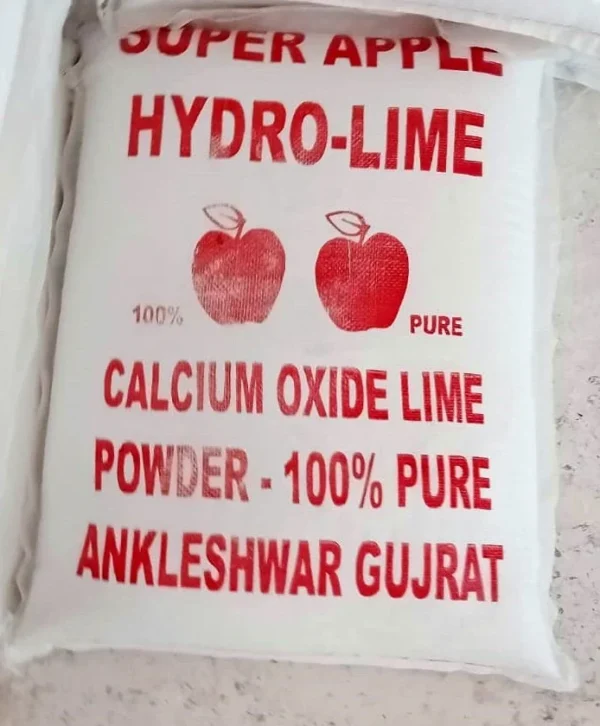 SUPER APPLE
HYDRO-LIME
100%
PURE
CALCIUM OXIDE LIME
POWDER - 100% PURE
ANKLESHWAR GUJRAT